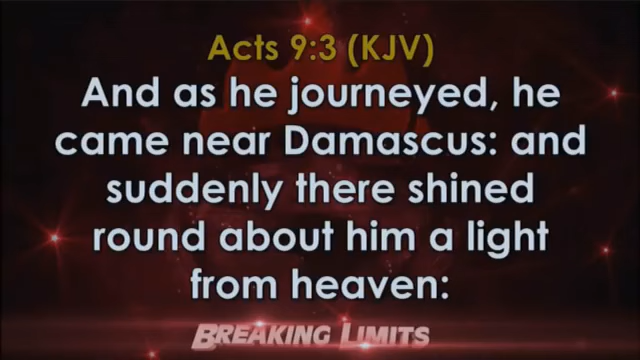 Acts 9:3 (KJV)
And as he journeyed, he
came near Damascus: and
suddenly there shined
round about him a light
from heaven:
BREAKING LIMITS